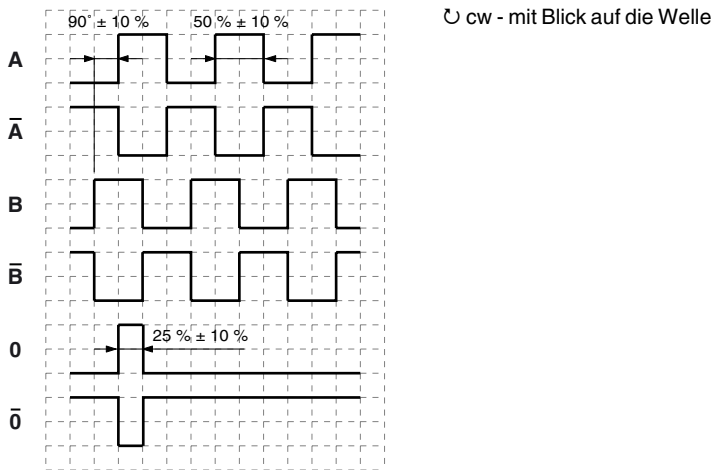 90° ± 10 %
50 % ± 10 %
↻ cw - mit Blick auf die Welle
A
A̅
B
B̅
0
25 % ± 10 %
0̅